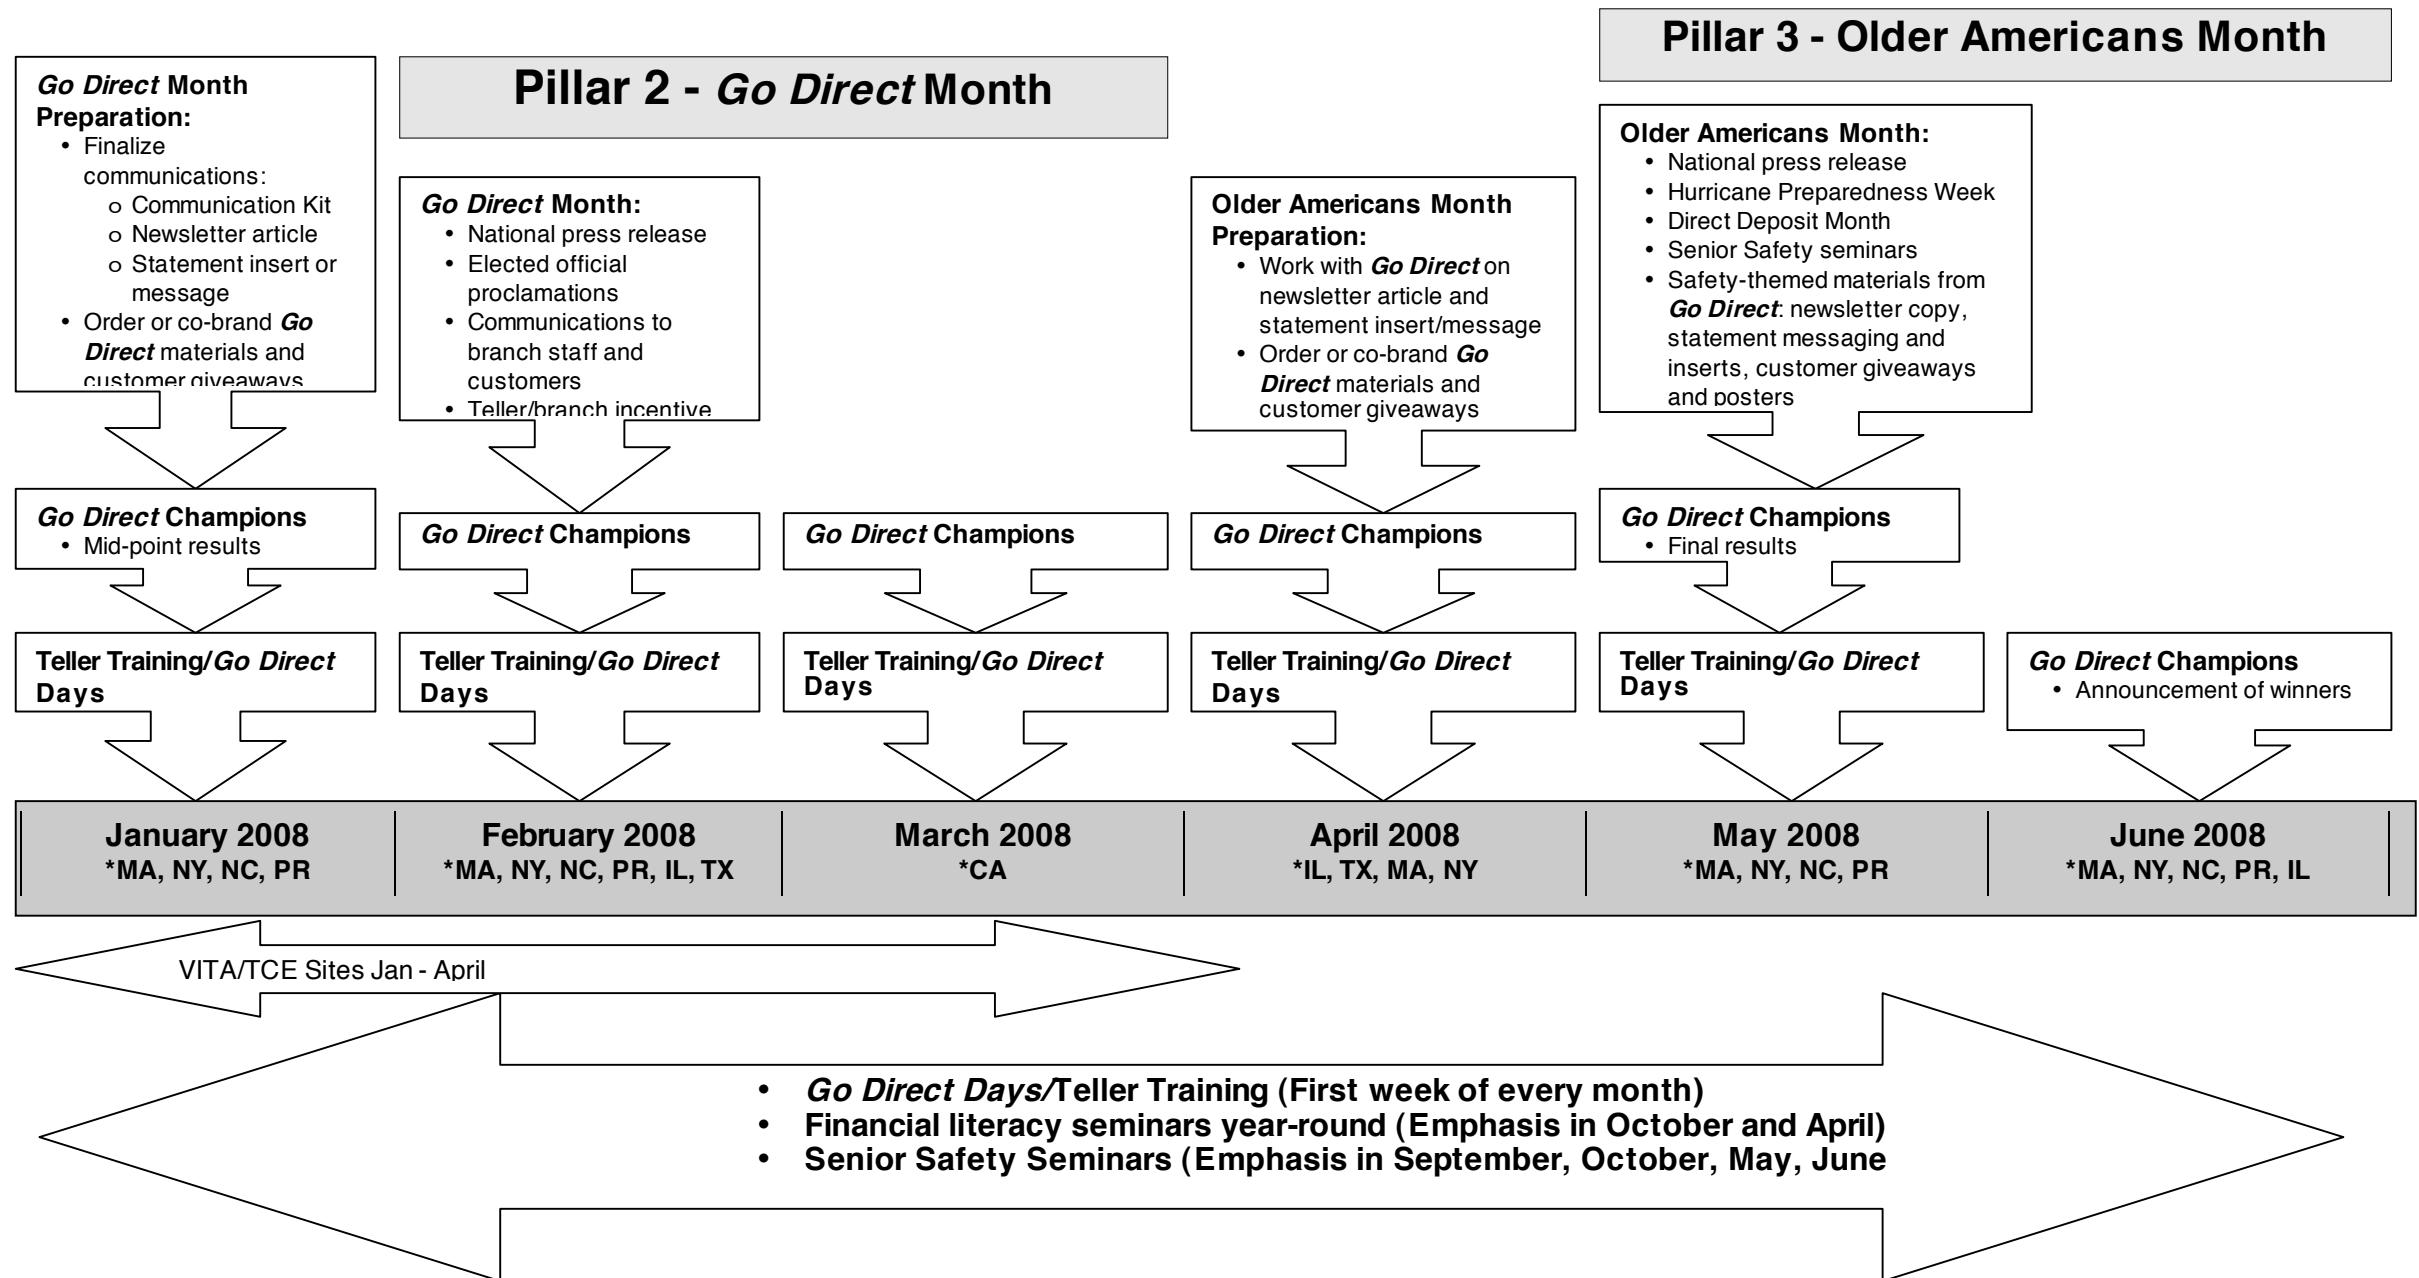 Pillar 3 - Older Americans Month
Pillar 2 - Go Direct Month
Go Direct Month
Preparation:
• Finalize
communications:
o Communication Kit
o Newsletter article
o Statement insert or
message
• Order or co-brand Go
Direct materials and
customer giveaways
Go Direct Month:
• National press release
• Elected official
proclamations
• Communications to
branch staff and
customers
• Teller/branch incentive
Older Americans Month
Preparation:
• Work with Go Direct on
newsletter article and
statement insert/message
• Order or co-brand Go
Direct materials and
customer giveaways
Older Americans Month:
• National press release
• Hurricane Preparedness Week
• Direct Deposit Month
• Senior Safety seminars
• Safety-themed materials from
Go Direct: newsletter copy,
statement messaging and
inserts, customer giveaways
and posters
Go Direct Champions
• Mid-point results
Go Direct Champions
Go Direct Champions
Go Direct Champions
Go Direct Champions
• Final results
Teller Training/Go Direct
Days
Teller Training/Go Direct
Days
Teller Training/Go Direct
Days
Teller Training/Go Direct
Days
Teller Training/Go Direct
Days
Go Direct Champions
• Announcement of winners
January 2008
*MA, NY, NC, PR
February 2008
*MA, NY, NC, PR, IL, TX
March 2008
*CA
April 2008
*IL, TX, MA, NY
May 2008
*MA, NY, NC, PR
June 2008
*MA, NY, NC, PR, IL
VITA/TCE Sites Jan - April
• Go Direct Days/Teller Training (First week of every month)
• Financial literacy seminars year-round (Emphasis in October and April)
• Senior Safety Seminars (Emphasis in September, October, May, June